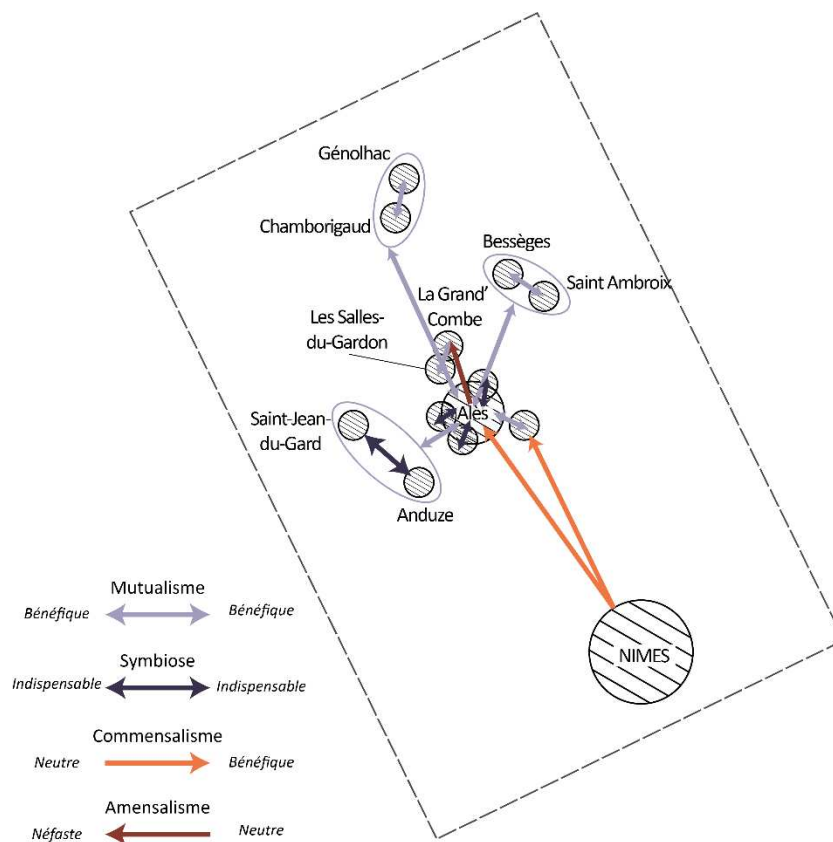 Génolhac
Chamborigaud
Bessèges
Saint Ambroix
La Grand'
Combe
Les Salles-
du-Gardon
Alès
Saint-Jean-
du-Gard
Anduze
NIMES
Mutualisme
Bénéfique
Bénéfique
Symbiose
Indispensable
Indispensable
Commensalisme
Neutre
Bénéfique
Amensalisme
Néfaste
Neutre